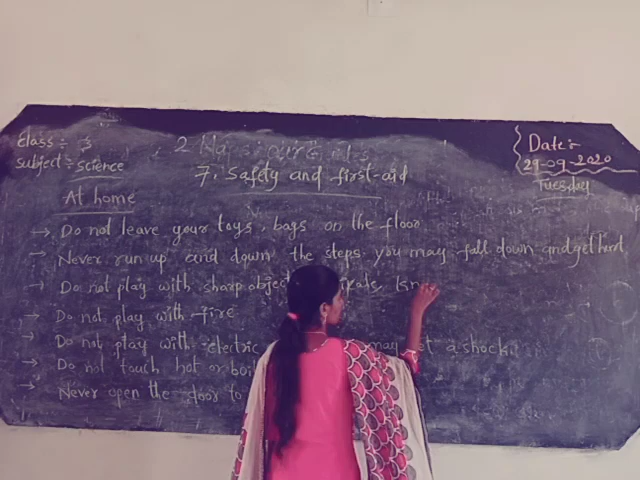 class :- 3
subject :- science
Date :-
29-09-2020
Tuesday
7. Safety and first-aid
At home
→ Do not leave your toys, bags on the floor
→ Never run up and down the steps. you may fall down and get hurt
→ Do not play with sharp
→ Do not play with fire
→ Do not play with electric may get a shock.
→ Do not touch hot or
→ Never open the door to